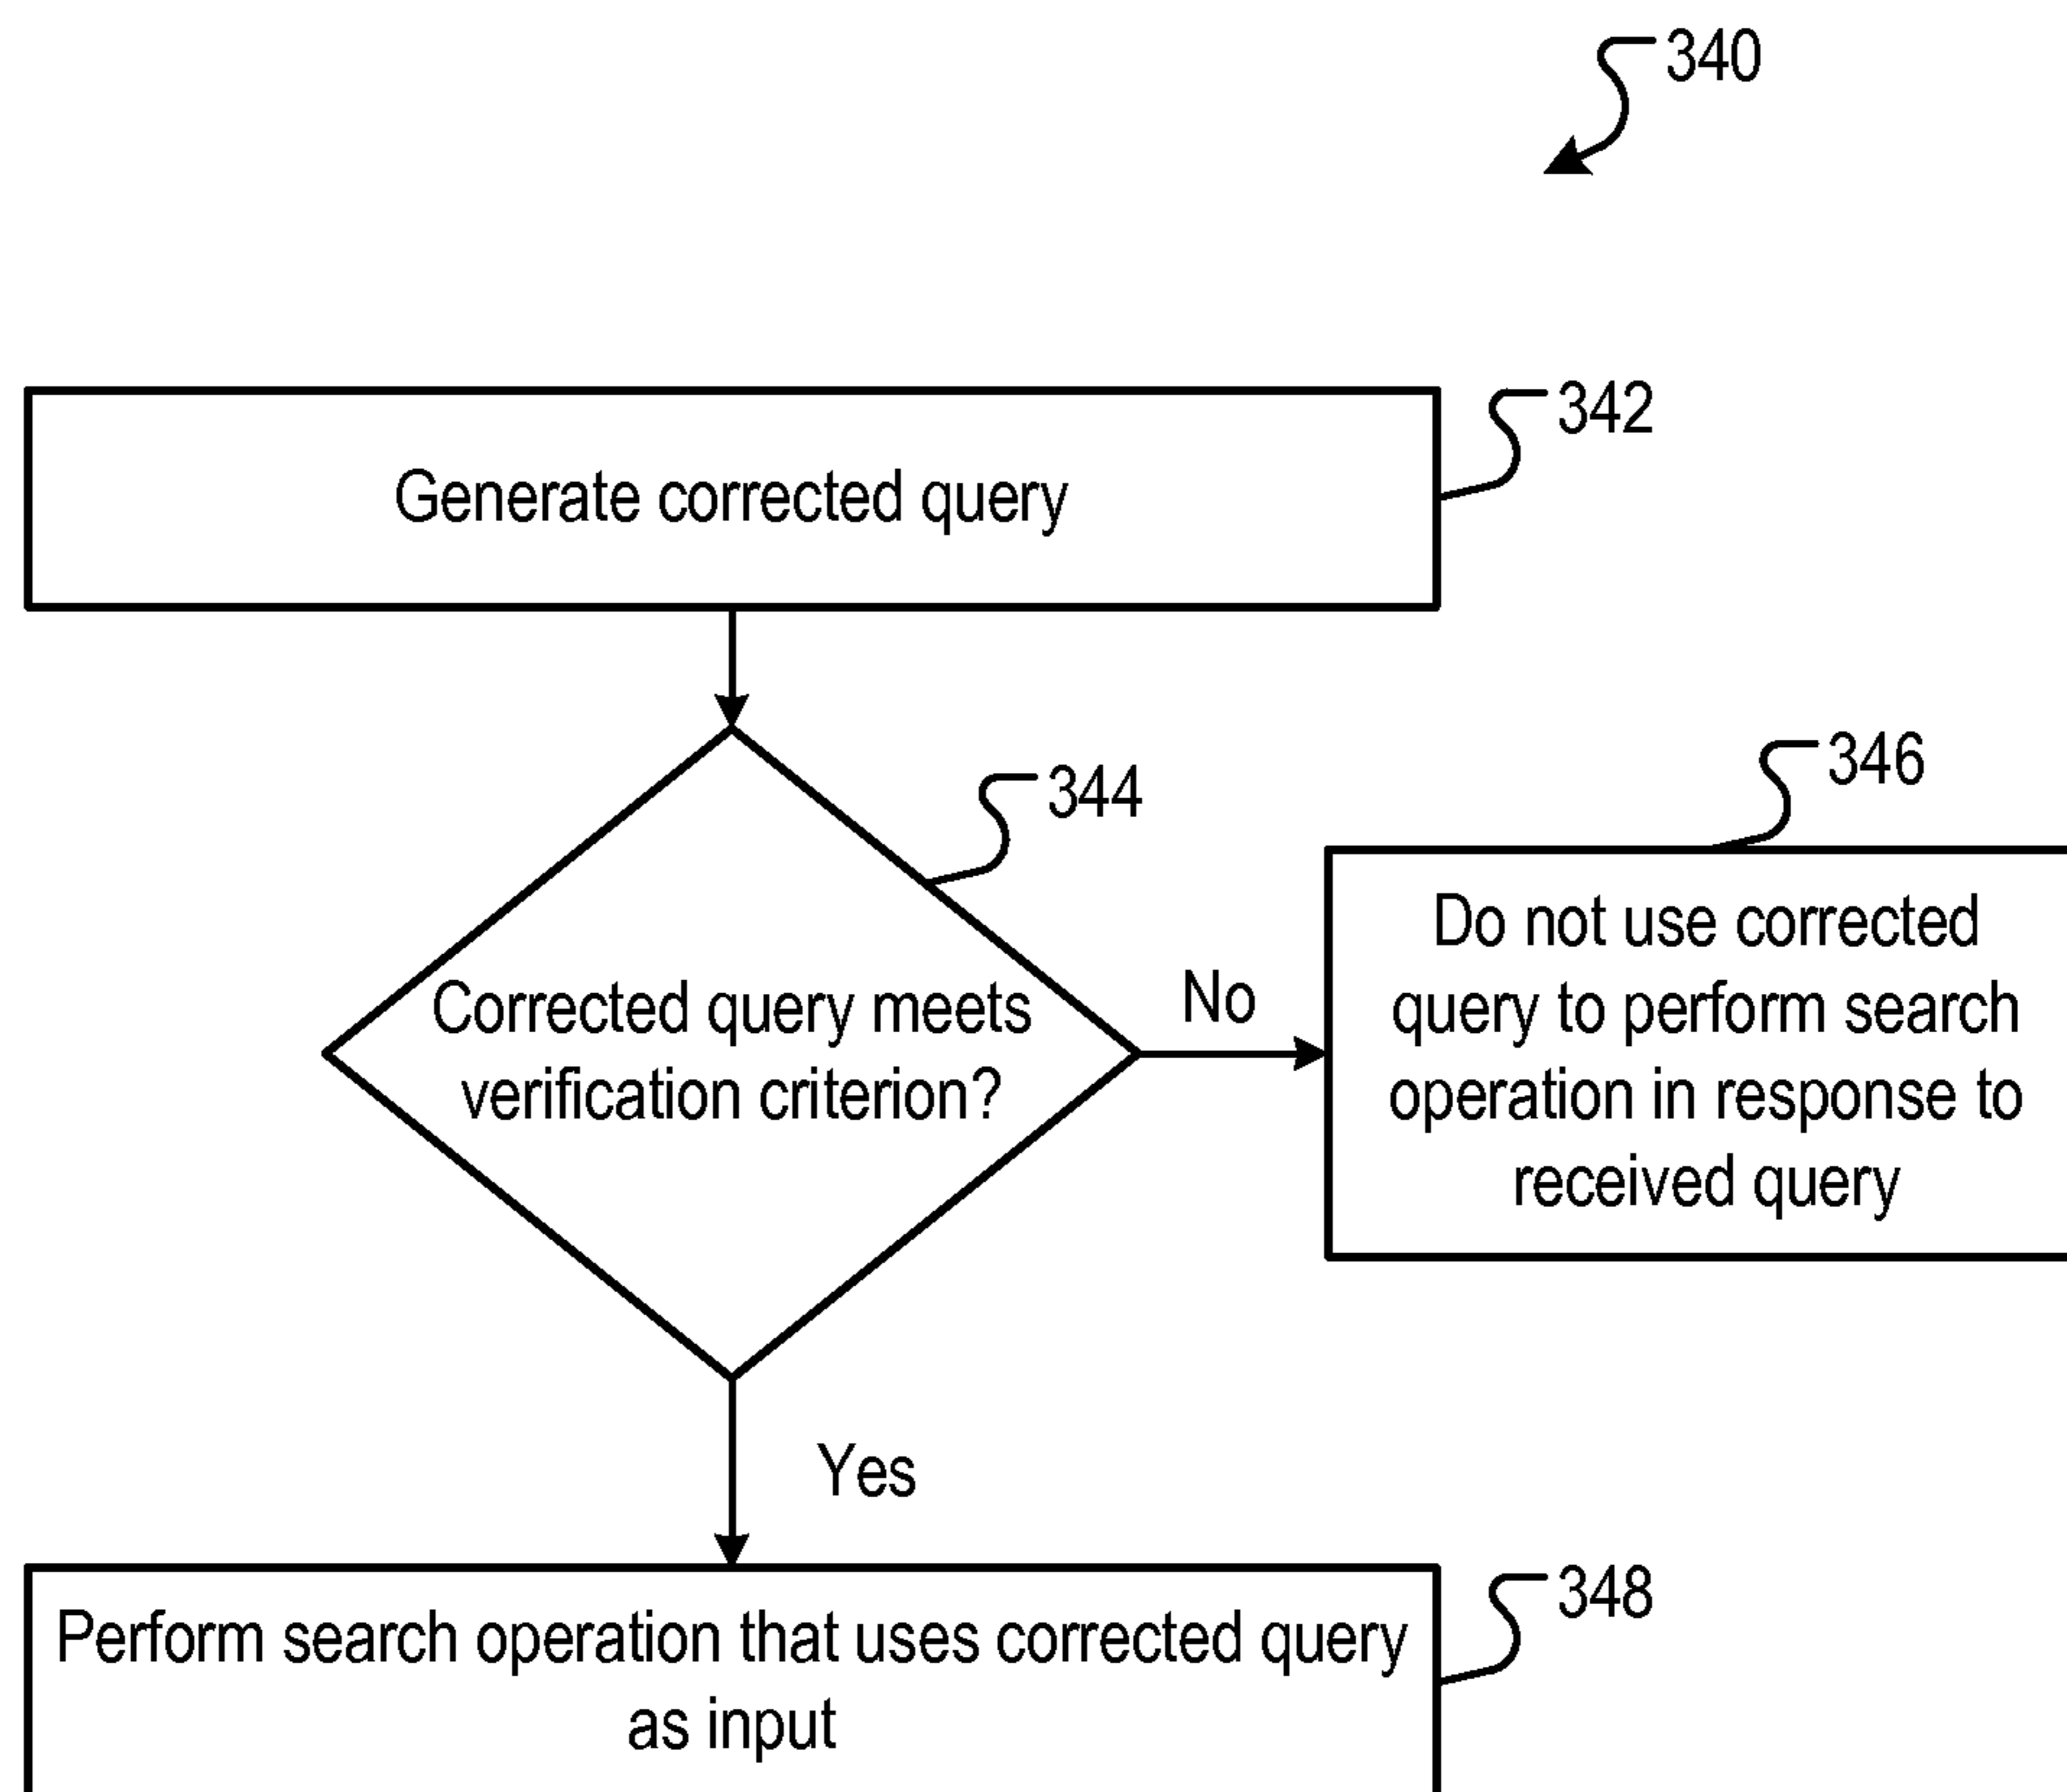 340
342
Generate corrected query
344
346
Corrected query meets
verification criterion?
No
Do not use corrected
query to perform search
operation in response to
received query
Yes
348
Perform search operation that uses corrected query
as input